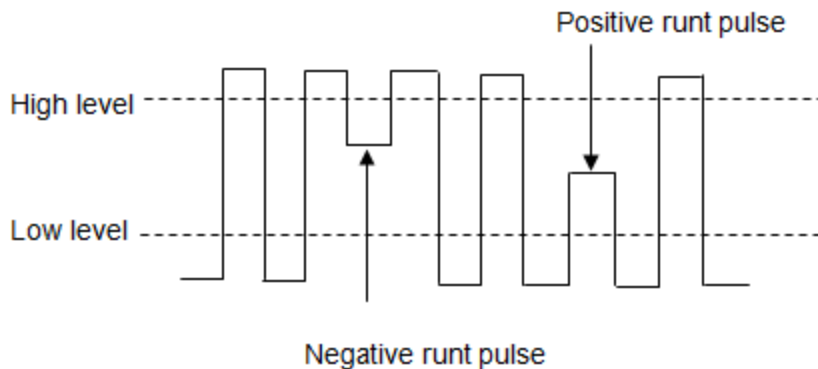 Positive runt pulse
High level
Low level
Negative runt pulse